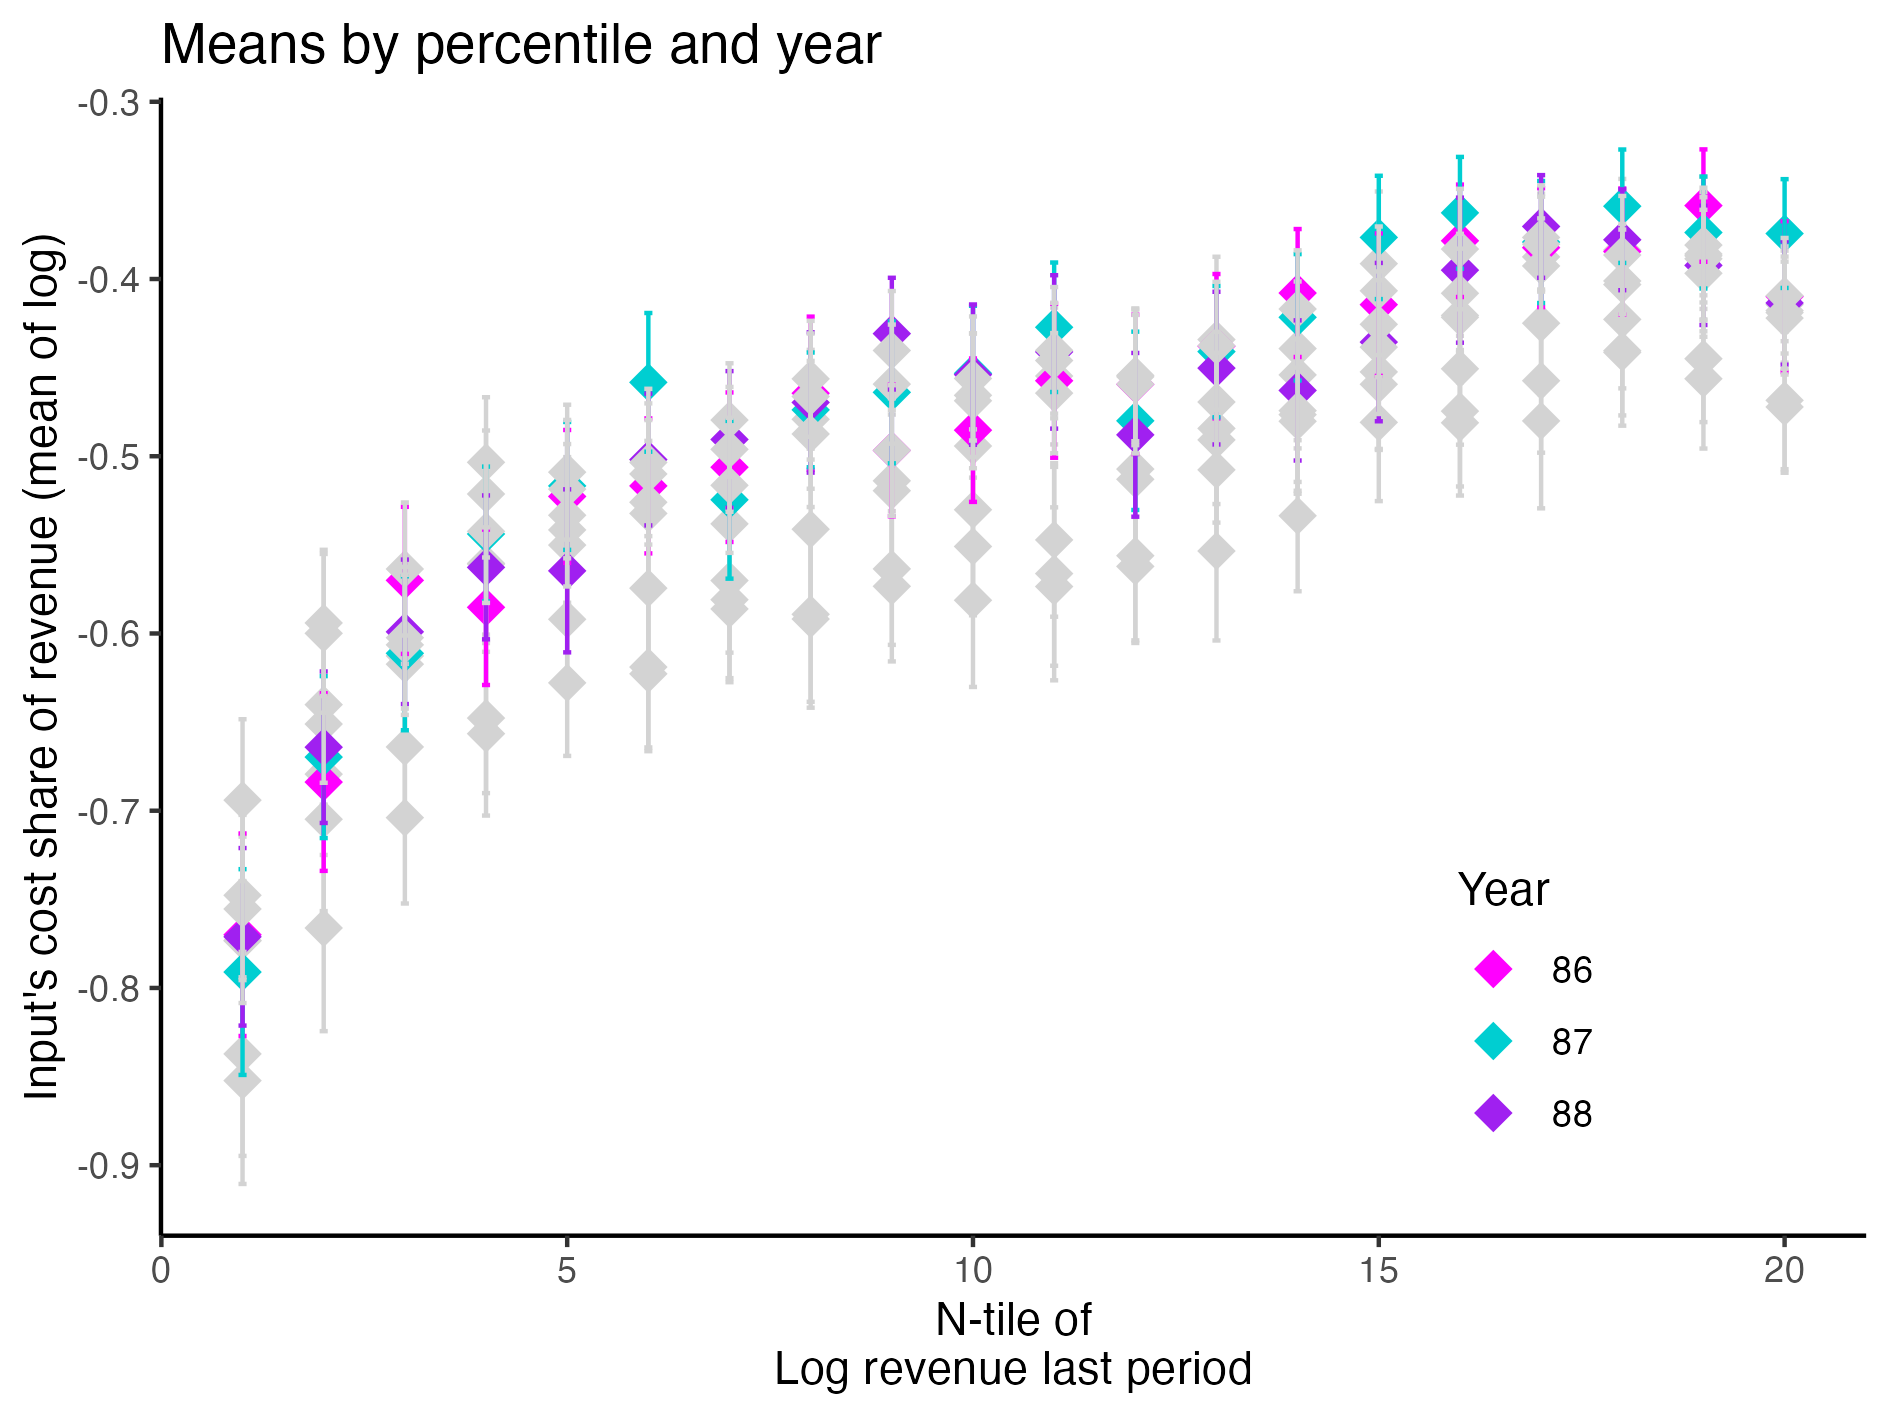 Means by percentile and year
Input's cost share of revenue (mean of log)
-0.3
-0.4
-0.5
-0.6
-0.7
-0.8
-0.9
0 5 10 15 20
N-tile of
Log revenue last period
Year
86
87
88